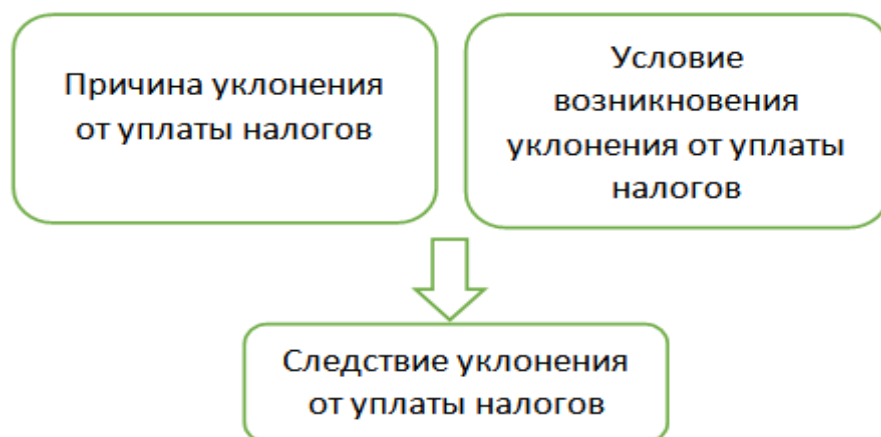 Причина уклонения
от уплаты налогов
Условие
возникновения
уклонения от уплаты
налогов
Следствие уклонения
от уплаты налогов